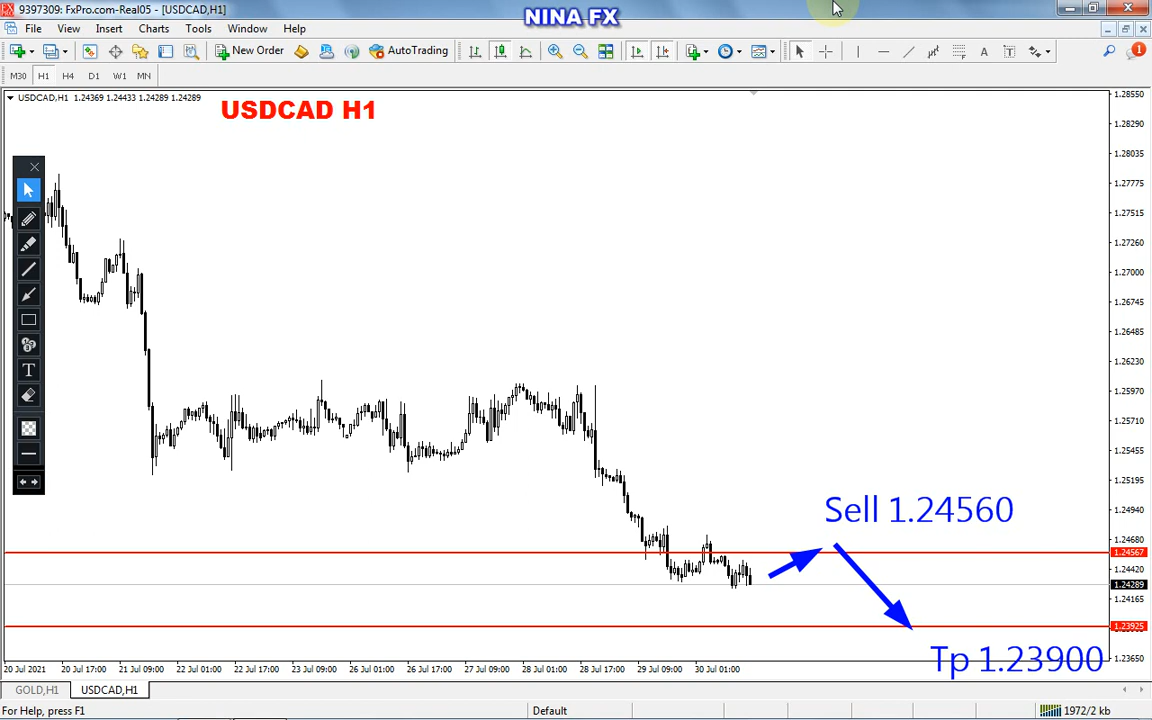 9397309: FxPro.com-Real05 - [USDCAD,H1]
NINA FX
File View Insert Charts Tools Window Help
New Order AutoTrading A T 1
M30 H1 H4 D1 W1 MN
USDCAD,H1 1.24369 1.24433 1.24289 1.24289
USDCAD H1
1.28550
1.28290
1.28035
1.27775
1.27515
1.27260
1.27000
1.26745
1.26485
1.26230
1.25970
1.25710
1.25455
1.25195
Sell 1.24560
1.24940
1.24680
1.24567
1.24420
1.24289
1.24165
1.23925
Tp 1.23900
1.23650
T
20 Jul 2021 20 Jul 17:00 21 Jul 09:00 22 Jul 01:00 22 Jul 17:00 23 Jul 09:00 26 Jul 01:00 26 Jul 17:00 27 Jul 09:00 28 Jul 01:00 28 Jul 17:00 29 Jul 09:00 30 Jul 01:00
GOLD,H1 USDCAD,H1
For Help, press F1 Default 1972/2 kb